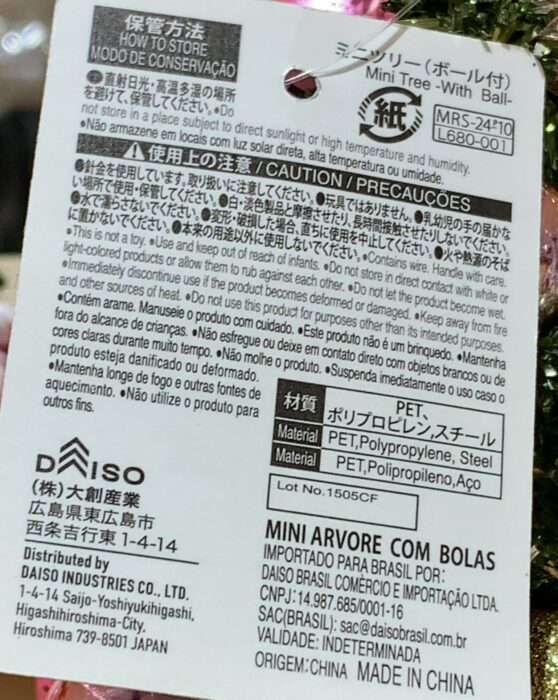 保管方法
HOW TO STORE
MODO DE CONSERVAÇÃO
●直射日光・高温多湿の場所
を避けて、保管してください。●Do
not store in a place subject to direct sunlight or high temperature and humidity.
●Não armazene em locais com luz solar direta, alta temperatura ou umidade.
ミニツリー(ボール付)
Mini Tree -With Ball-
紙
MRS-24#10
L680-001
使用上の注意 / CAUTION / PRECAUÇÕES
●針金を使用しています。取り扱いに注意してください。●玩具ではありません。●乳幼児の手の届かな
い場所で使用・保管してください。●白・淡色製品と摩擦させたり、長時間接触させたりしないでください。
●水で濡らさないでください。●変形・破損した場合、直ちに使用を中止してください。●火や熱源のそば
に置かないでください。●本来の用途以外に使用しないでください。●Contains wire. Handle with care.
●This is not a toy. ●Use and keep out of reach of infants. ●Do not store in direct contact with white or
light-colored products or allow them to rub against each other. ●Do not let the product become wet.
●Immediately discontinue use if the product becomes deformed or damaged. ●Keep away from fire
and other sources of heat. ●Do not use this product for purposes other than its intended purposes.
●Contém arame. Manuseie o produto com cuidado. ●Este produto não é um brinquedo. ●Mantenha
fora do alcance de crianças. ●Não esfregue ou deixe em contato direto com objetos brancos ou de
cores claras durante muito tempo. ●Não molhe o produto. ●Suspenda imediatamente o uso caso o
produto esteja danificado ou deformado.
●Mantenha longe de fogo e outras fontes de
aquecimento. ●Não utilize o produto para
outros fins.
材質
PET、
ポリプロピレン,スチール
Material PET,Polypropylene, Steel
Material PET,Polipropileno,Aço
Lot No.1505CF
DAISO
(株)大創産業
広島県東広島市
西条吉行東1-4-14
Distributed by
DAISO INDUSTRIES CO., LTD.
1-4-14 Saijo-Yoshiyukihigashi,
Higashihiroshima-City,
Hiroshima 739-8501 JAPAN
MINI ARVORE COM BOLAS
IMPORTADO PARA BRASIL POR:
DAISO BRASIL COMÉRCIO E IMPORTAÇÃO LTDA.
CNPJ:14.987.685/0001-16
SAC(BRASIL): sac@daisobrasil.com.br
VALIDADE: INDETERMINADA
ORIGEM:CHINA MADE IN CHINA